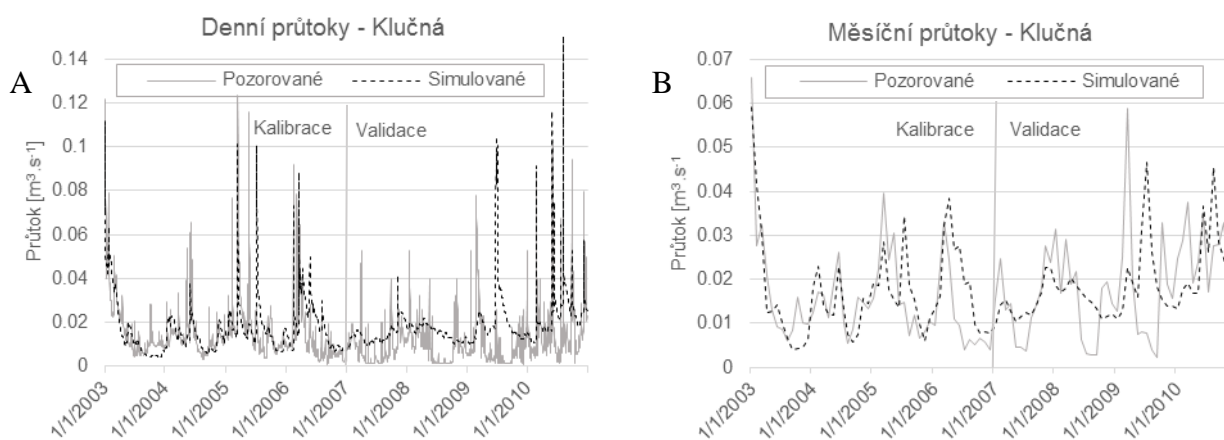 A
Denní průtoky - Klučná
Pozorované
Simulované
Kalibrace
Validace
Průtok [m³.s-¹]
0.14
0.12
0.1
0.08
0.06
0.04
0.02
0
1/1/2003
1/1/2004
1/1/2005
1/1/2006
1/1/2007
1/1/2008
1/1/2009
1/1/2010
B
Měsíční průtoky - Klučná
Pozorované
Simulované
Kalibrace
Validace
Průtok [m³.s-¹]
0.07
0.06
0.05
0.04
0.03
0.02
0.01
0
1/1/2003
1/1/2004
1/1/2005
1/1/2006
1/1/2007
1/1/2008
1/1/2009
1/1/2010